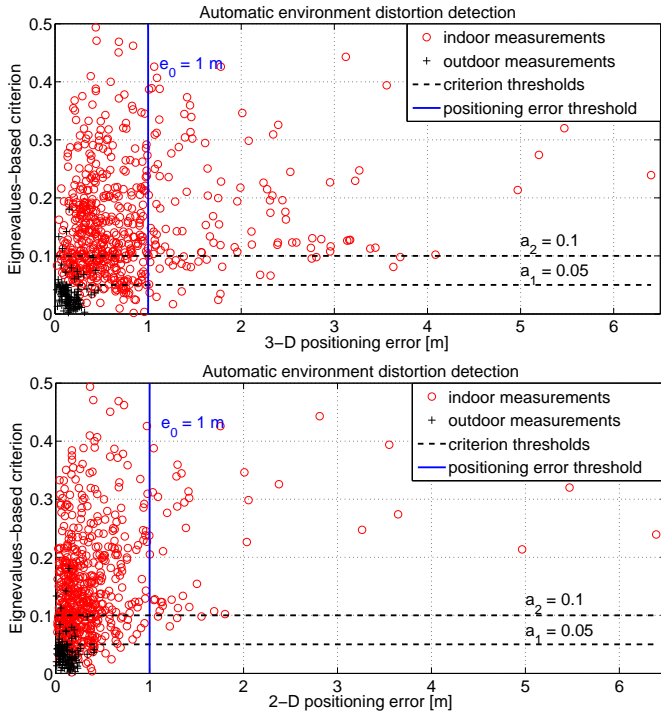 Automatic environment distortion detection
0.5
0.4
0.3
0.2
0.1
0
Eignevalues−based criterion
e0 = 1 m
indoor measurements
outdoor measurements
criterion thresholds
positioning error threshold
a2 = 0.1
a1 = 0.05
0 1 2 3 4 5 6
3−D positioning error [m]
Automatic environment distortion detection
0.5
0.4
0.3
0.2
0.1
0
Eignevalues−based criterion
e0 = 1 m
indoor measurements
outdoor measurements
criterion thresholds
positioning error threshold
a2 = 0.1
a1 = 0.05
0 1 2 3 4 5 6
2−D positioning error [m]